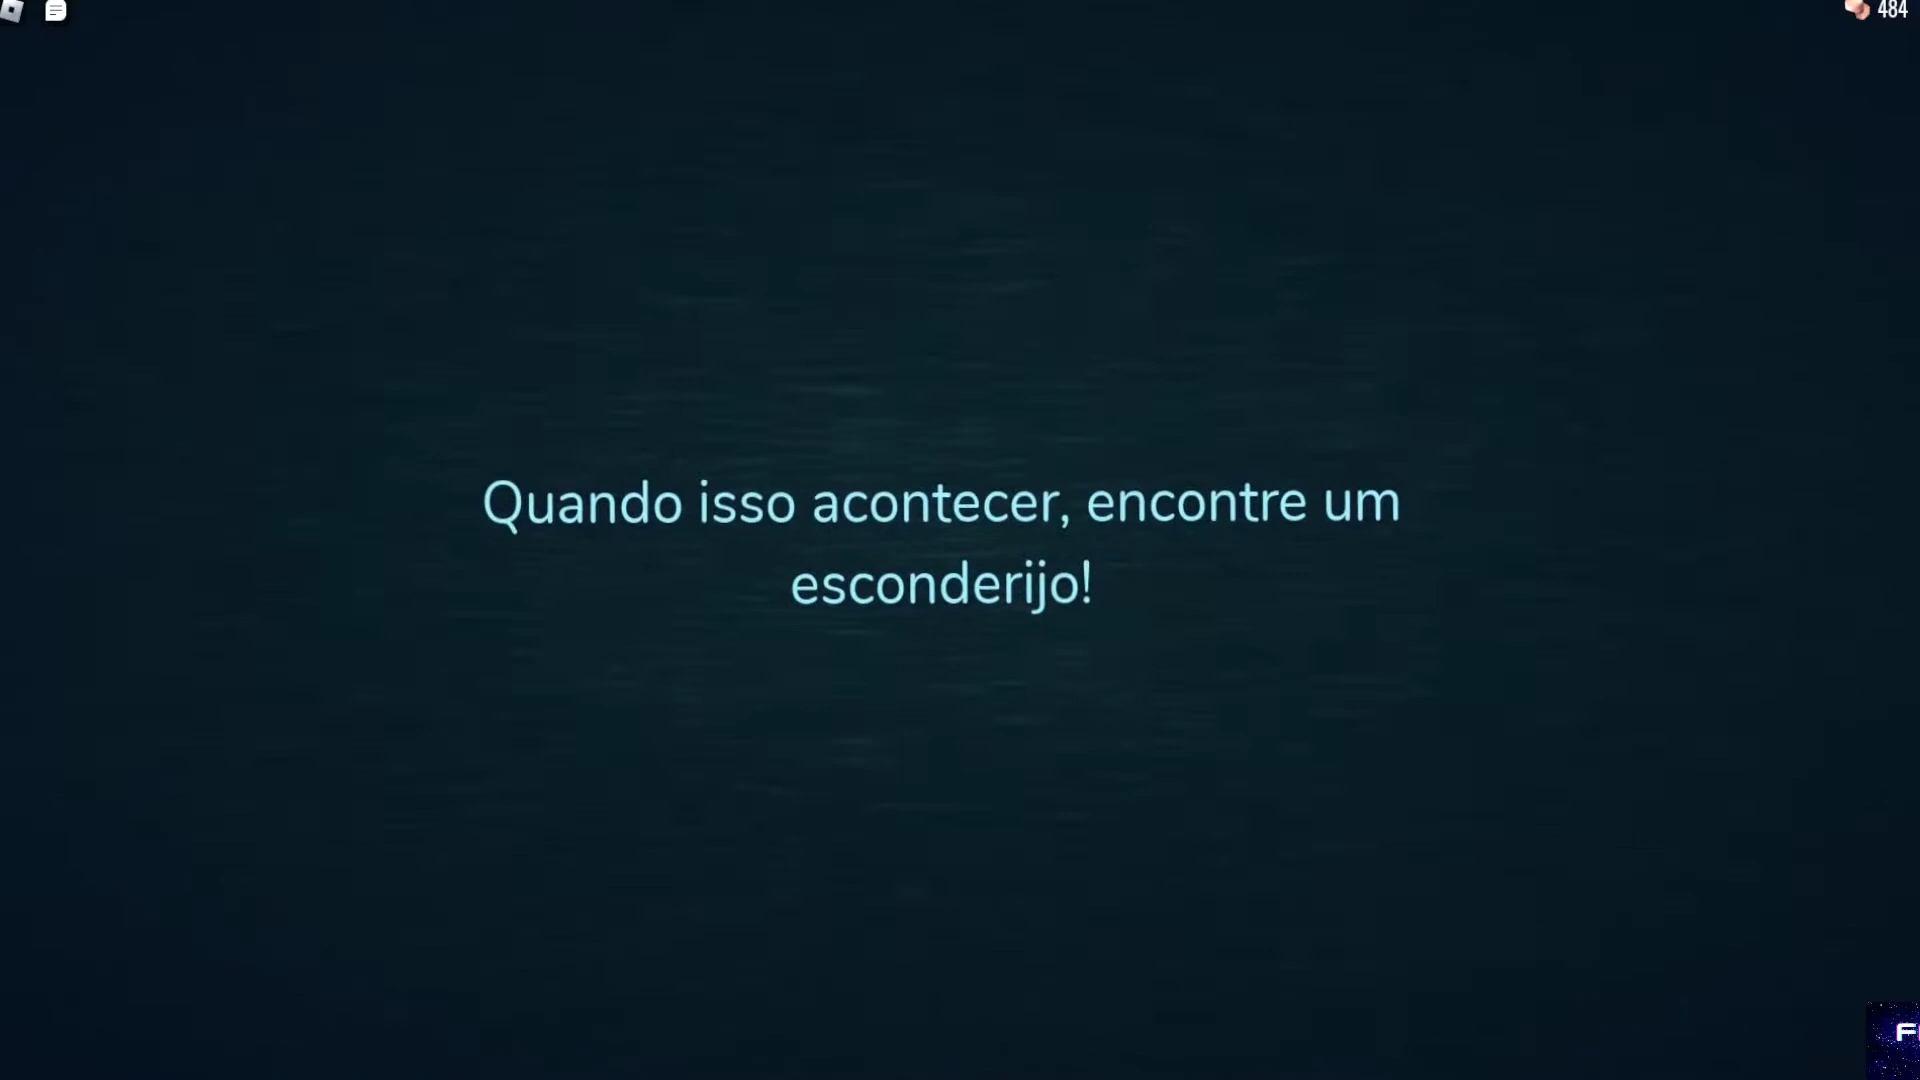 484
Quando isso acontecer, encontre um
esconderijo!